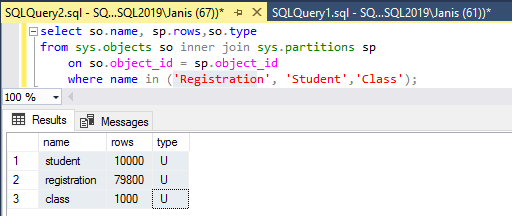 SQLQuery2.sql - SQ...SQL2019\Janis (67))* SQLQuery1.sql - SQ...SQL2019\Janis (61))*
select so.name, sp.rows,so.type
from sys.objects so inner join sys.partitions sp
on so.object_id = sp.object_id
where name in ('Registration', 'Student','Class');
100 %
Results Messages
name rows type
1 student 10000 U
2 registration 79800 U
3 class 1000 U